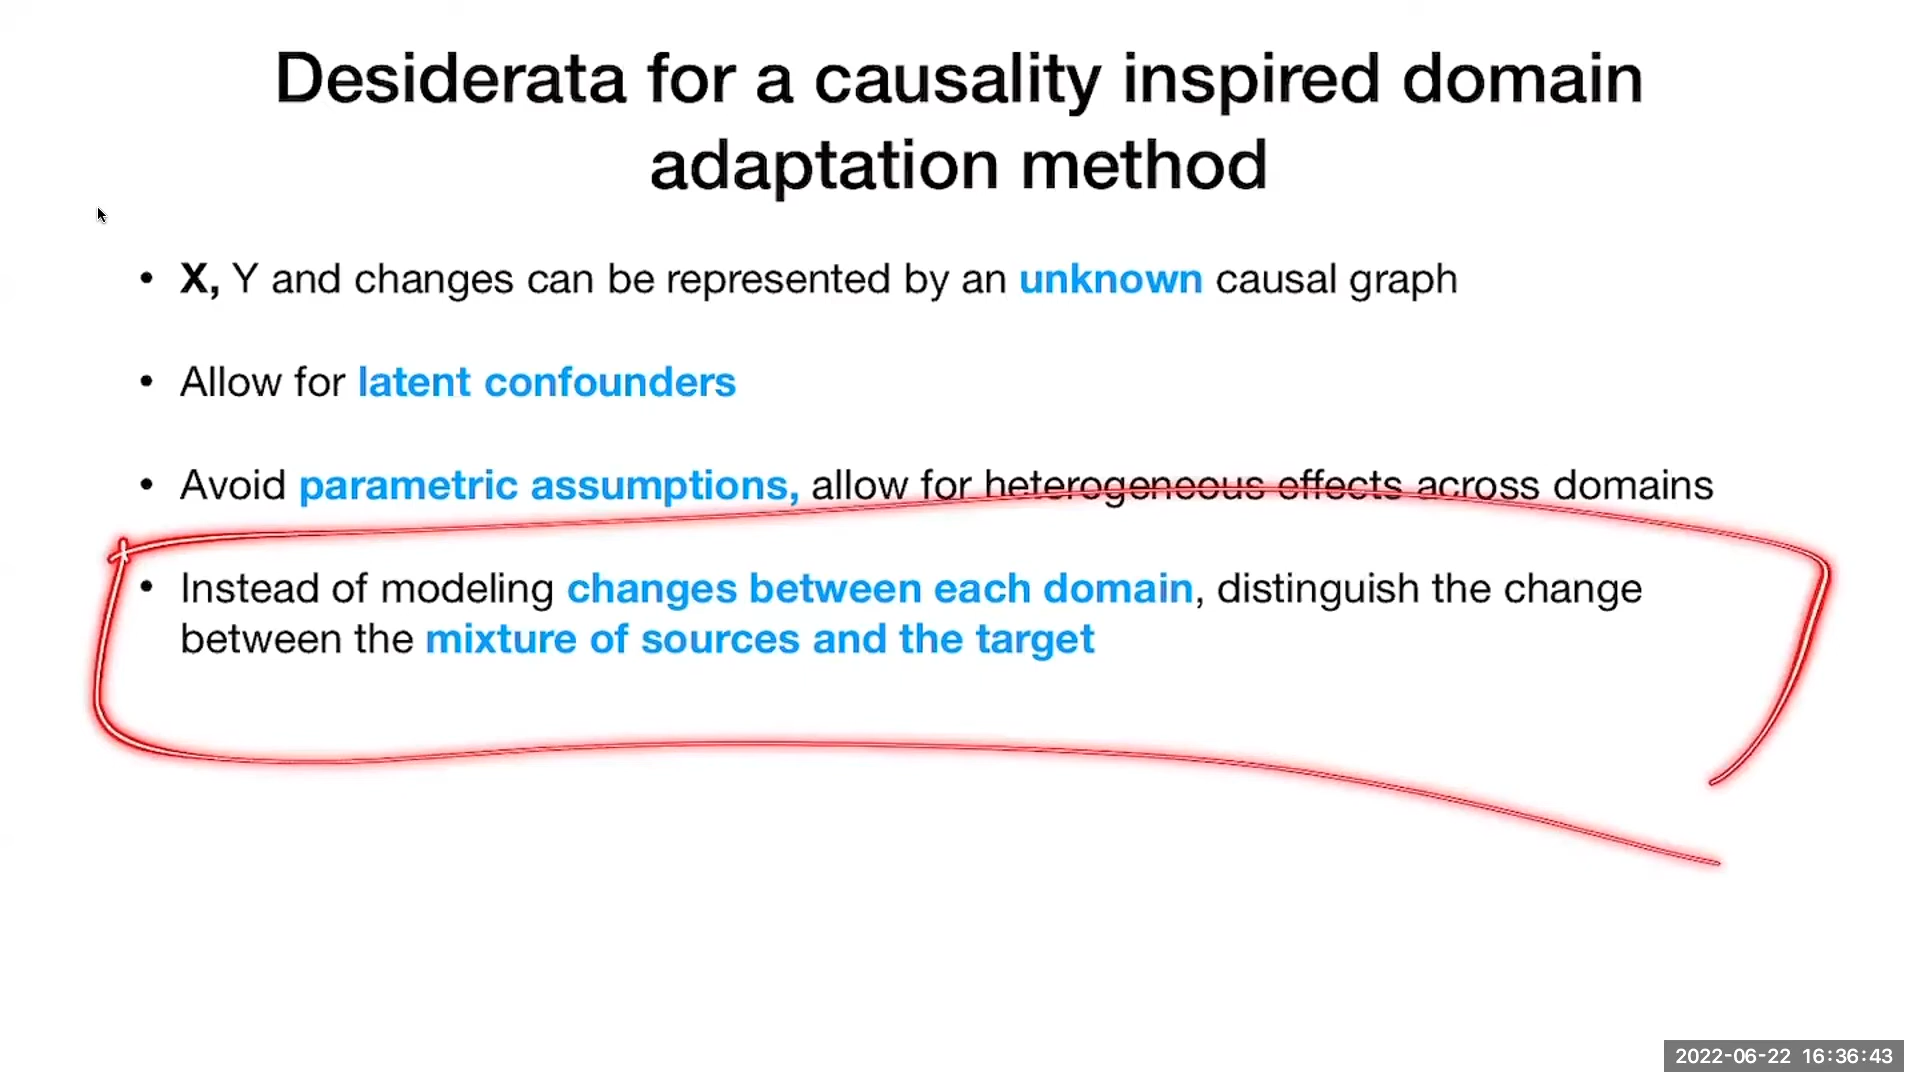 Desiderata for a causality inspired domain
adaptation method
• X, Y and changes can be represented by an unknown causal graph
• Allow for latent confounders
• Avoid parametric assumptions, allow for heterogeneous effects across domains
• Instead of modeling changes between each domain, distinguish the change
between the mixture of sources and the target
2022-06-22 16:36:43